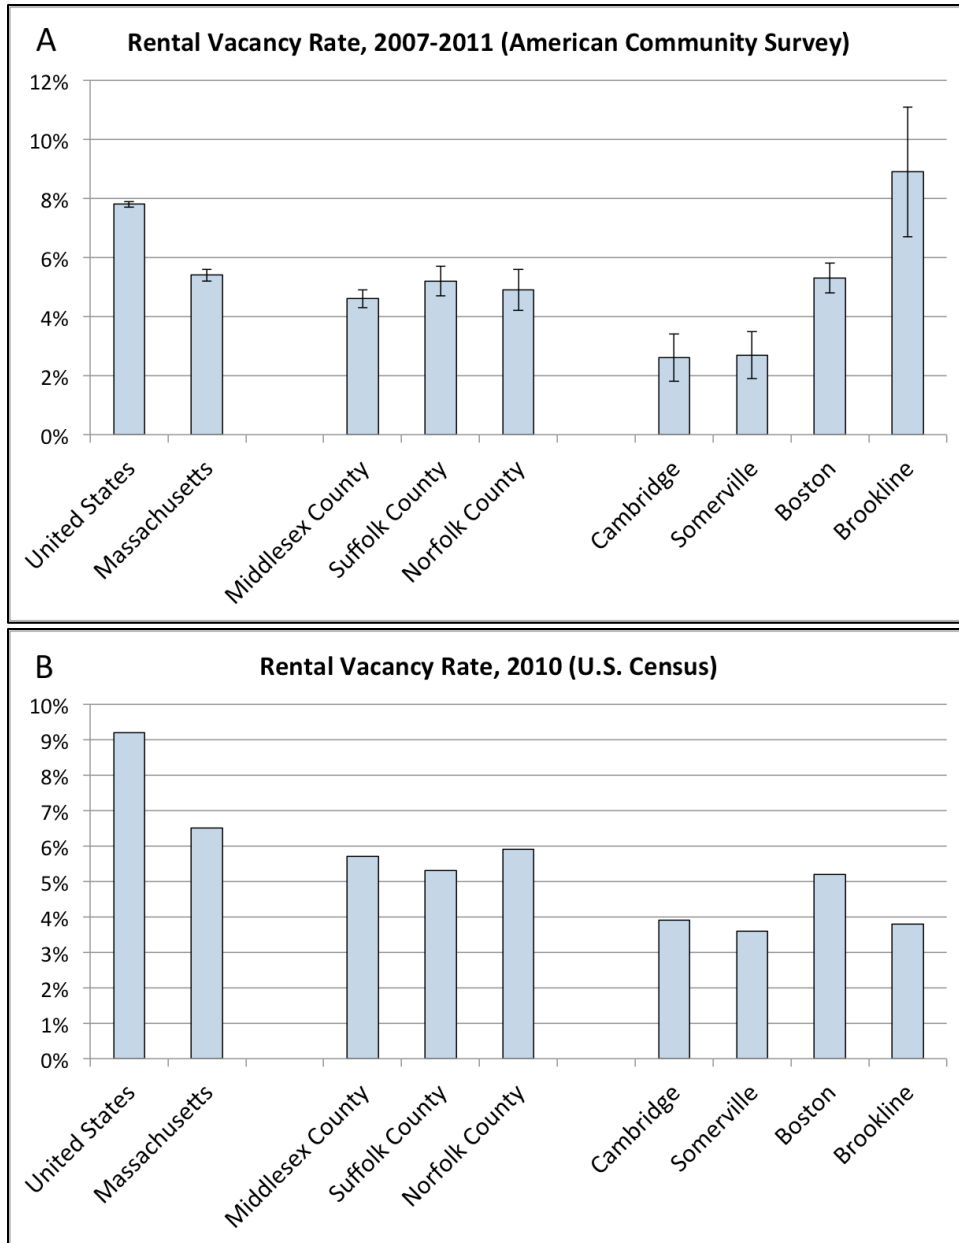 A
Rental Vacancy Rate, 2007-2011 (American Community Survey)
12%
10%
8%
6%
4%
2%
0%
United States
Massachusetts
Middlesex County
Suffolk County
Norfolk County
Cambridge
Somerville
Boston
Brookline
B
Rental Vacancy Rate, 2010 (U.S. Census)
10%
9%
8%
7%
6%
5%
4%
3%
2%
1%
0%
United States
Massachusetts
Middlesex County
Suffolk County
Norfolk County
Cambridge
Somerville
Boston
Brookline